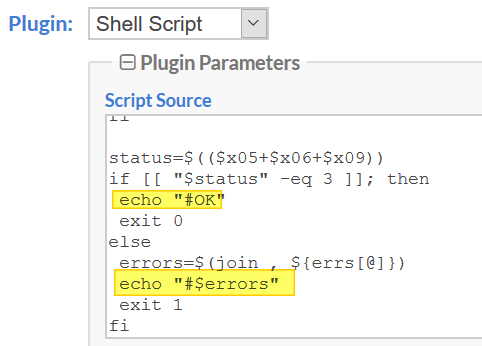 Plugin: Shell Script
Plugin Parameters
Script Source
status=$(($x05+$x06+$x09))
if [[ "$status" -eq 3 ]]; then
echo "#OK"
exit 0
else
errors=$(join , ${errs[@]})
echo "#$errors"
exit 1
fi